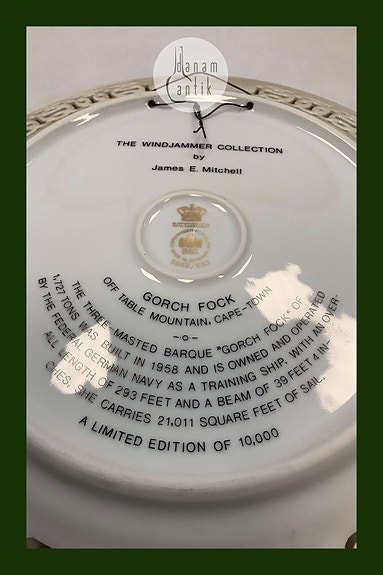 danam
antik
THE WINDJAMMER COLLECTION
by
James E. Mitchell
GORCH FOCK
OFF TABLE MOUNTAIN, CAPE-TOWN
-o-
THE THREE-MASTED BARQUE "GORCH FOCK" OF
1,727 TONS WAS BUILT IN 1958 AND IS OWNED AND OPERATED
BY THE FEDERAL GERMAN NAVY AS A TRAINING SHIP. WITH AN OVER-
ALL LENGTH OF 293 FEET AND A BEAM OF 39 FEET 4 IN-
CHES, SHE CARRIES 21,011 SQUARE FEET OF SAIL.
A LIMITED EDITION OF 10,000